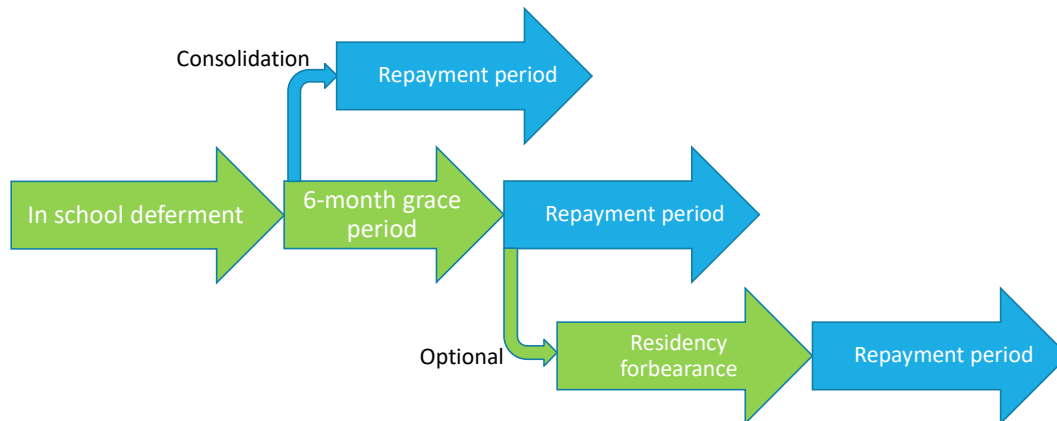 Consolidation
Repayment period
In school deferment
6-month grace
period
Repayment period
Optional
Residency
forbearance
Repayment period